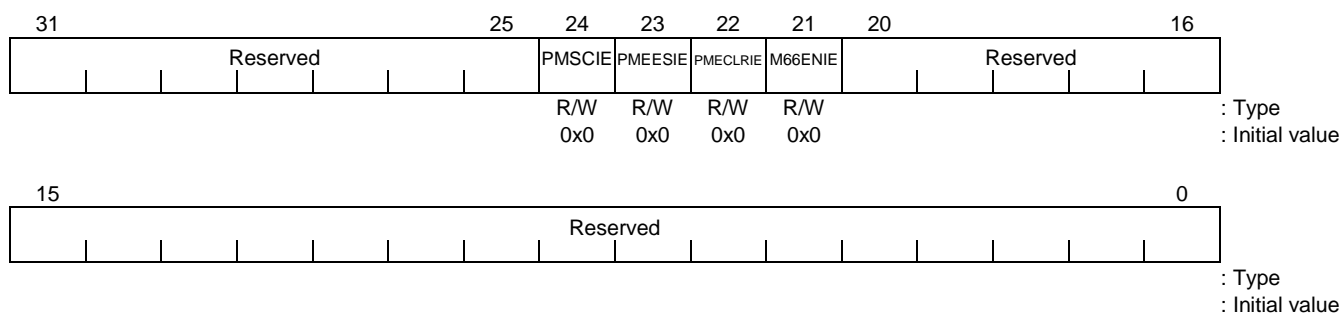 31 25 24 23 22 21 20 16
Reserved PMSCIE PMEESIE PMECLRIE M66ENIE Reserved
R/W R/W R/W R/W : Type
0x0 0x0 0x0 0x0 : Initial value
15 0
Reserved
: Type
: Initial value